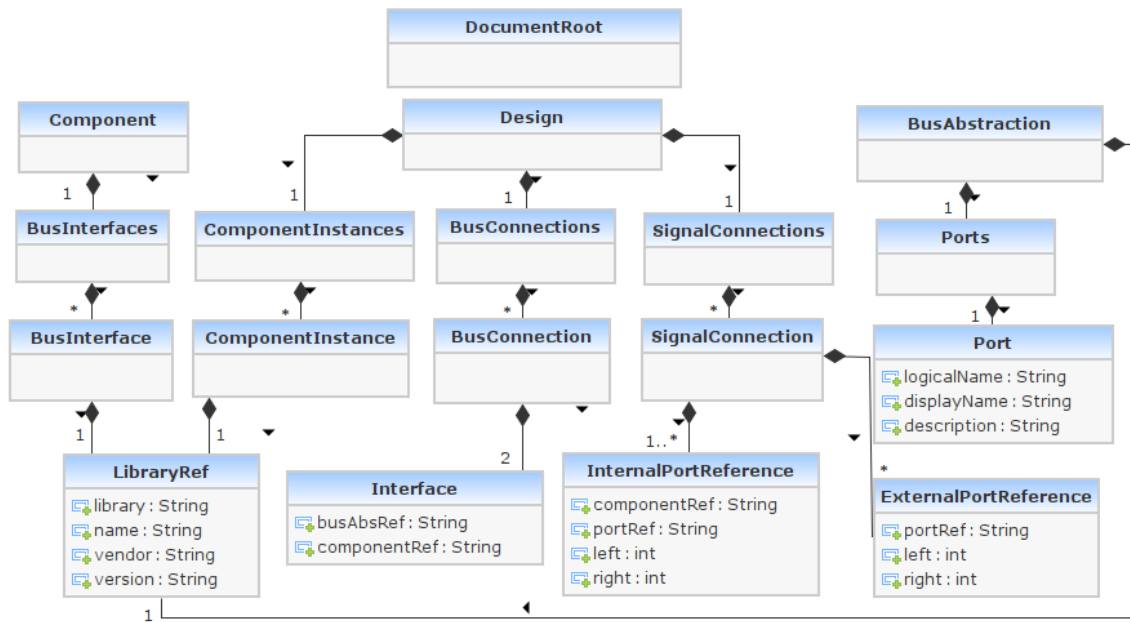 DocumentRoot
Component
Design
BusAbstraction
1
1
1
1
1
BusInterfaces
ComponentInstances
BusConnections
SignalConnections
Ports
*
*
*
*
1
BusInterface
ComponentInstance
BusConnection
SignalConnection
Port
logicalName : String
displayName : String
description : String
1
1
2
1..*
*
LibraryRef
library : String
name : String
vendor : String
version : String
Interface
busAbsRef : String
componentRef : String
InternalPortReference
componentRef : String
portRef : String
left : int
right : int
ExternalPortReference
portRef : String
left : int
right : int
1